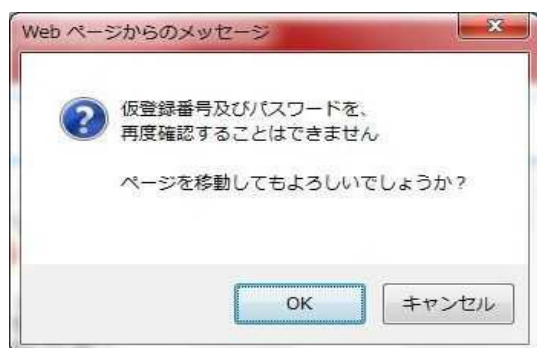 Web ページからのメッセージ
仮登録番号及びパスワードを、
再度確認することはできません
ページを移動してもよろしいでしょうか？
OK
キャンセル